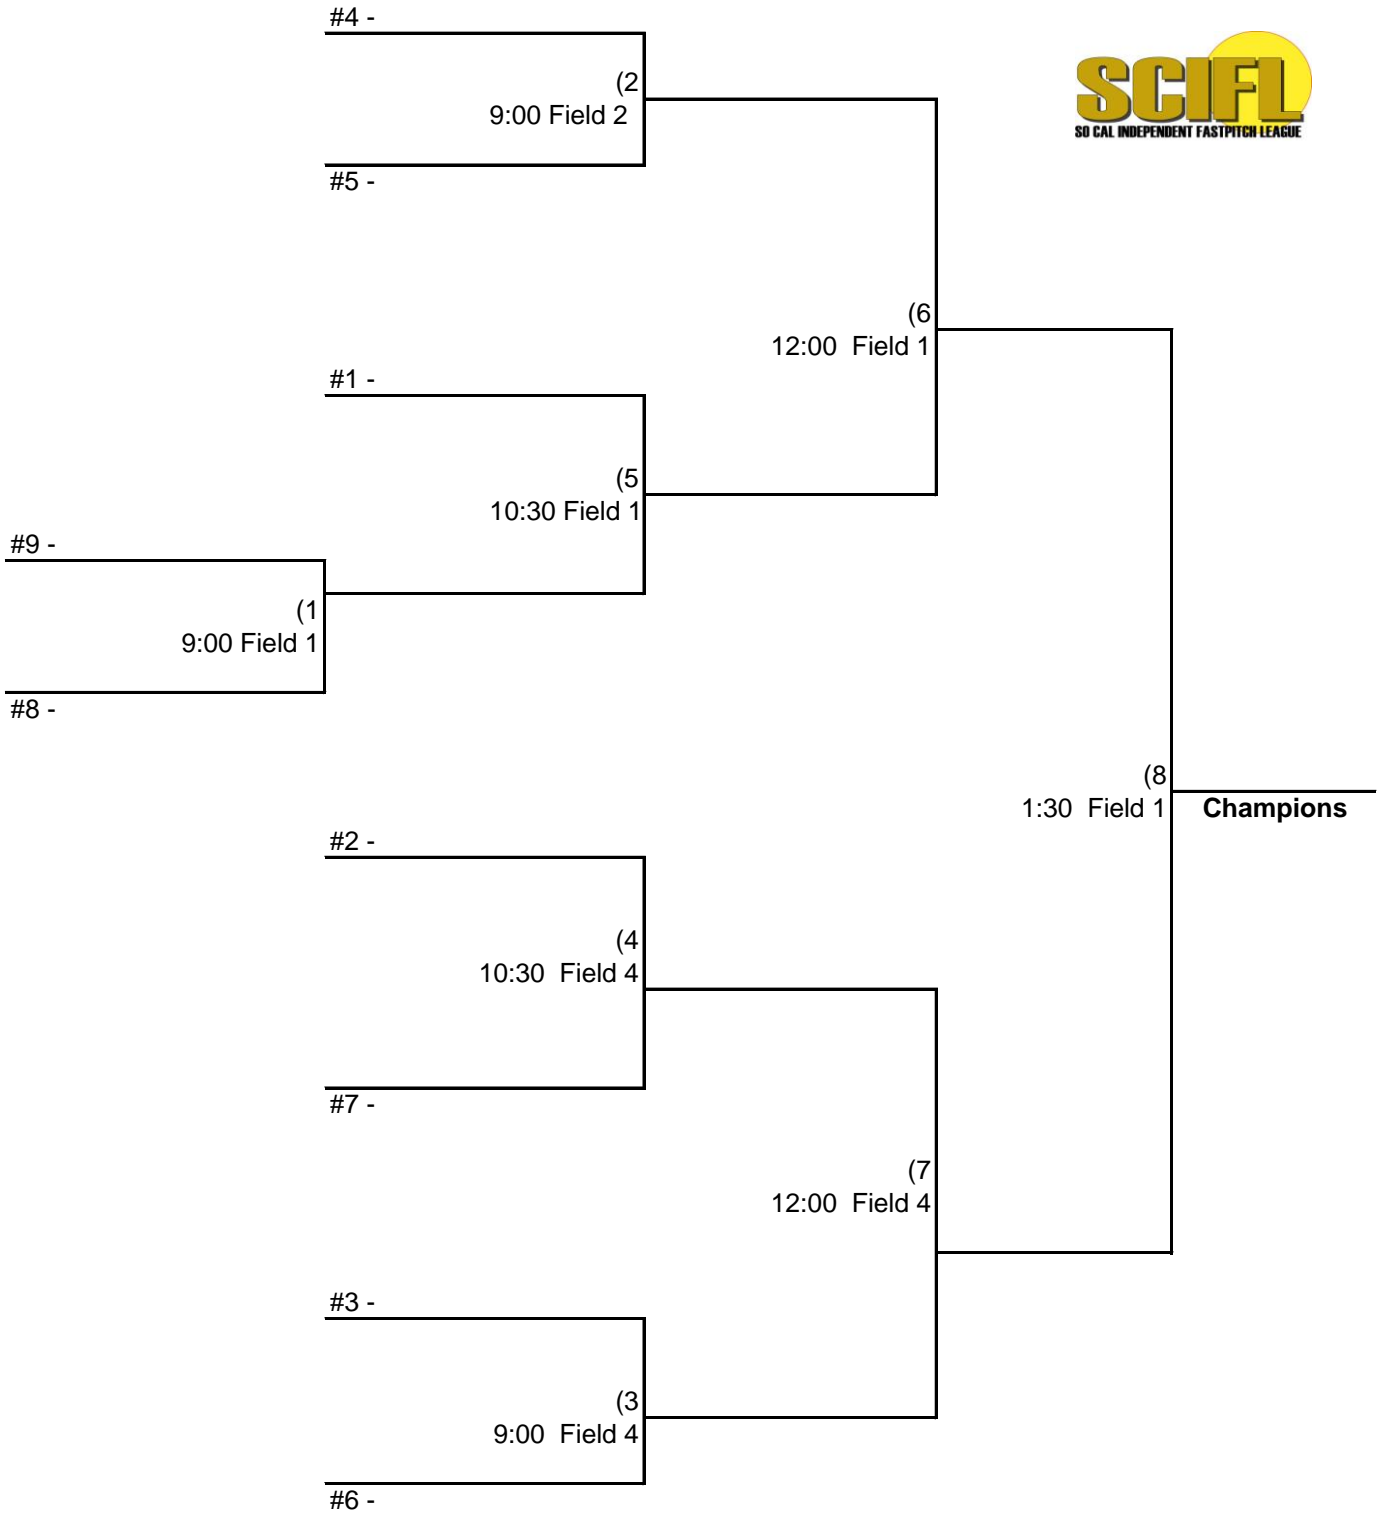 #4 -
SCIFL
SO CAL INDEPENDENT FASTPITCH LEAGUE
(2
9:00 Field 2
#5 -
(6
12:00  Field 1
#1 -
(5
10:30 Field 1
#9 -
(1
9:00 Field 1
#8 -
(8
1:30  Field 1
Champions
#2 -
(4
10:30  Field 4
#7 -
(7
12:00  Field 4
#3 -
(3
9:00  Field 4
#6 -